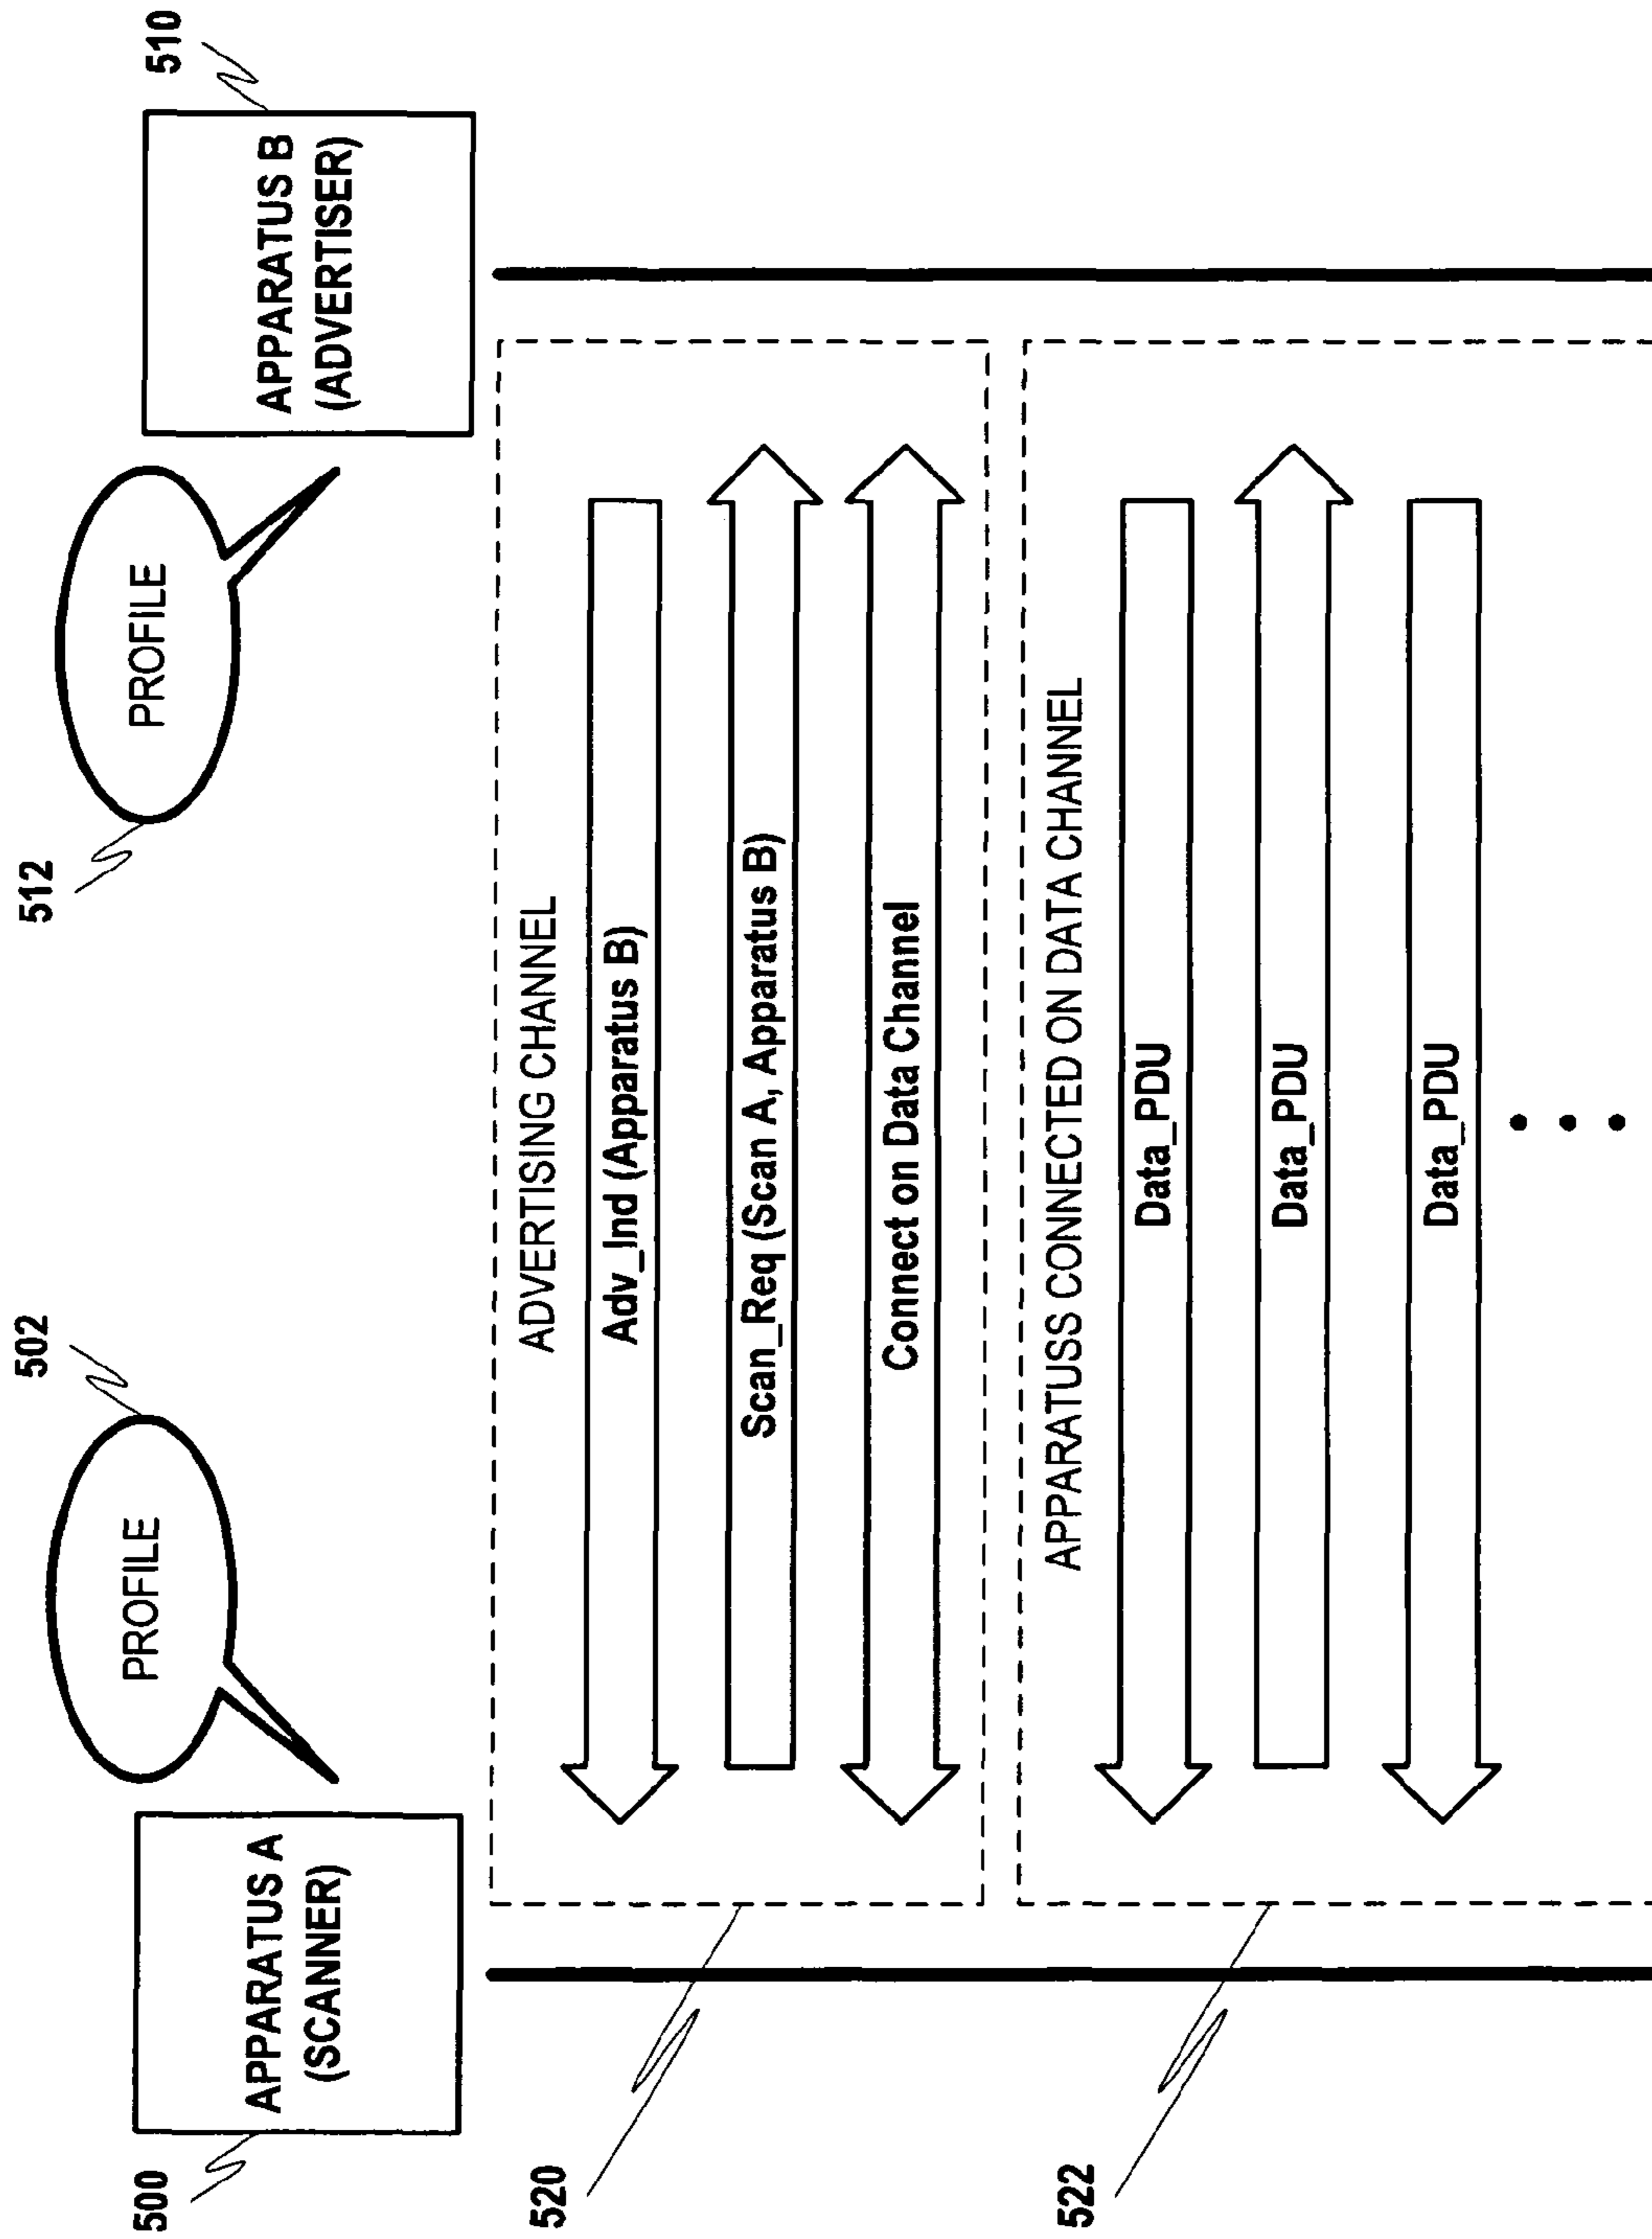 502
512
PROFILE
PROFILE
500
APPARATUS A
(SCANNER)
510
APPARATUS B
(ADVERTISER)
520
ADVERTISING CHANNEL
Adv_Ind (Apparatus B)
Scan_Req (Scan A, Apparatus B)
Connect on Data Channel
522
APPARATUSS CONNECTED ON DATA CHANNEL
Data_PDU
Data_PDU
Data_PDU